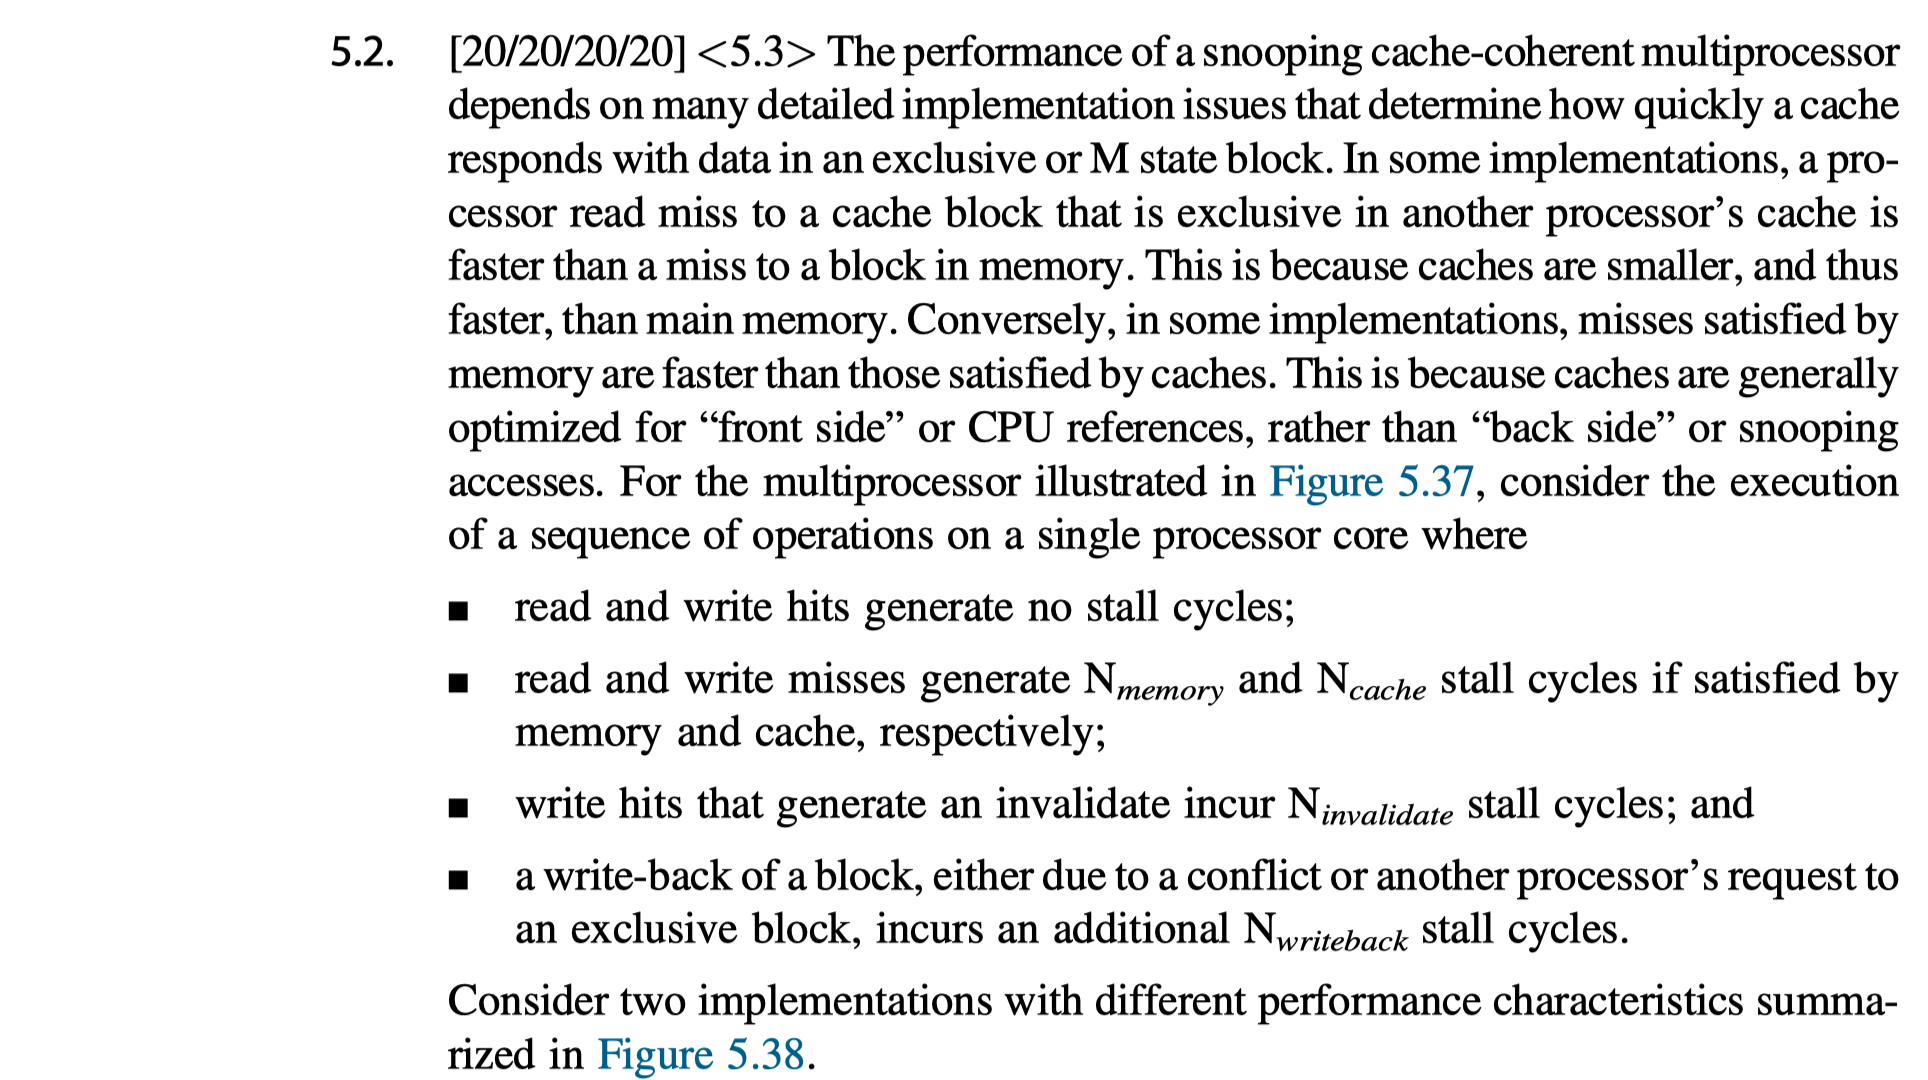 5.2. [20/20/20/20] <5.3> The performance of a snooping cache-coherent multiprocessor
depends on many detailed implementation issues that determine how quickly a cache
responds with data in an exclusive or M state block. In some implementations, a pro-
cessor read miss to a cache block that is exclusive in another processor’s cache is
faster than a miss to a block in memory. This is because caches are smaller, and thus
faster, than main memory. Conversely, in some implementations, misses satisfied by
memory are faster than those satisfied by caches. This is because caches are generally
optimized for “front side” or CPU references, rather than “back side” or snooping
accesses. For the multiprocessor illustrated in Figure 5.37, consider the execution
of a sequence of operations on a single processor core where
■ read and write hits generate no stall cycles;
■ read and write misses generate Nmemory and Ncache stall cycles if satisfied by
memory and cache, respectively;
■ write hits that generate an invalidate incur Ninvalidate stall cycles; and
■ a write-back of a block, either due to a conflict or another processor’s request to
an exclusive block, incurs an additional Nwriteback stall cycles.
Consider two implementations with different performance characteristics summa-
rized in Figure 5.38.